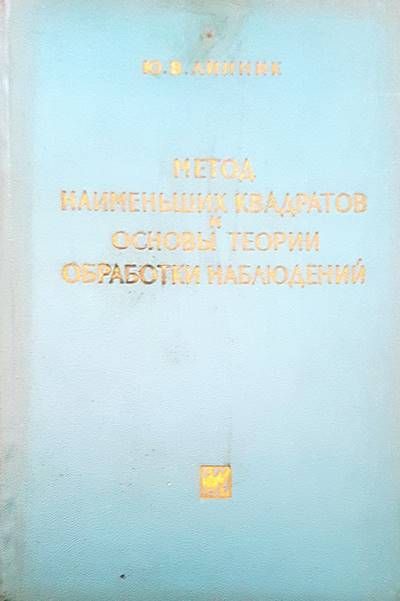 Ю. В. ЛИННИК
МЕТОД
НАИМЕНЬШИХ КВАДРАТОВ
И
ОСНОВЫ ТЕОРИИ
ОБРАБОТКИ НАБЛЮДЕНИЙ